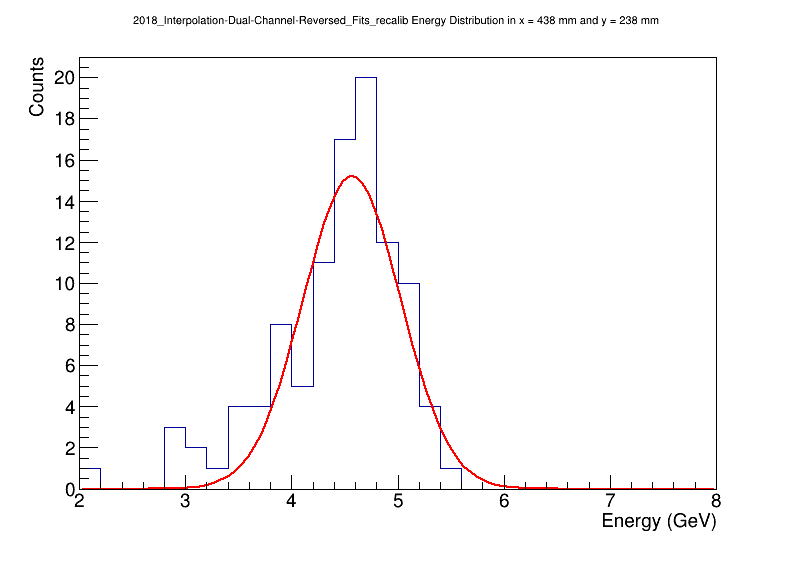 2018_Interpolation-Dual-Channel-Reversed_Fits_recalib Energy Distribution in x = 438 mm and y = 238 mm
Counts
20
18
16
14
12
10
8
6
4
2
0
2 3 4 5 6 7 8
Energy (GeV)